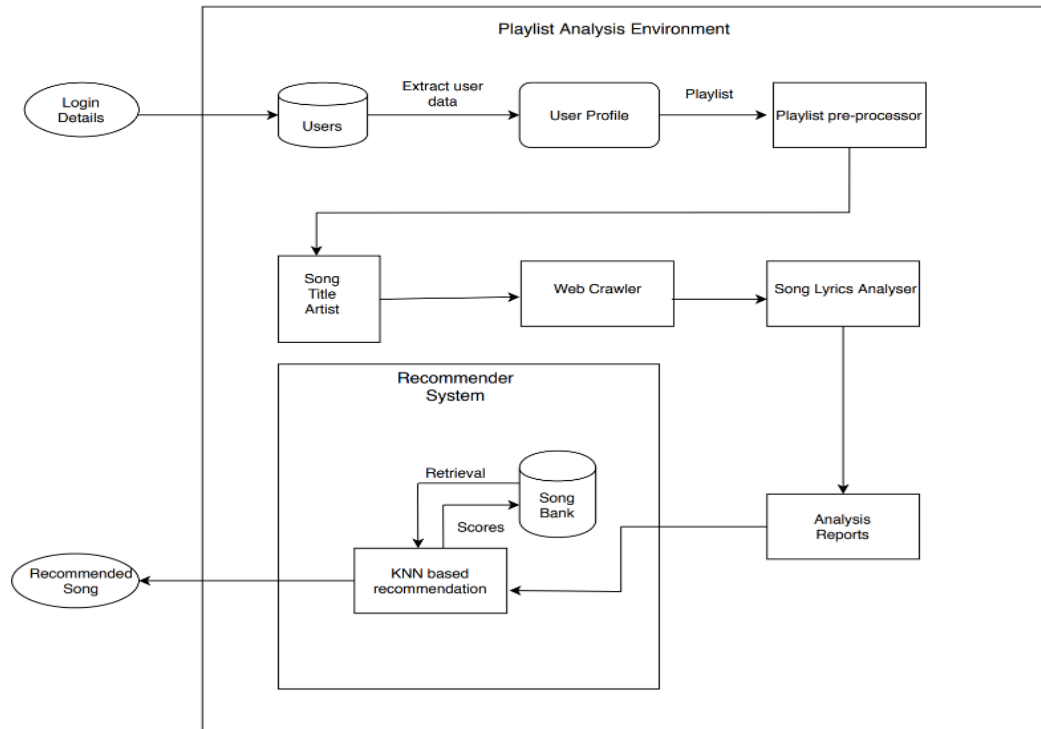 Playlist Analysis Environment
Login
Details
Users
Extract user
data
User Profile
Playlist
Playlist pre-processor
Song
Title
Artist
Web Crawler
Song Lyrics Analyser
Recommender
System
Retrieval
Song
Bank
Scores
Analysis
Reports
KNN based
recommendation
Recommended
Song